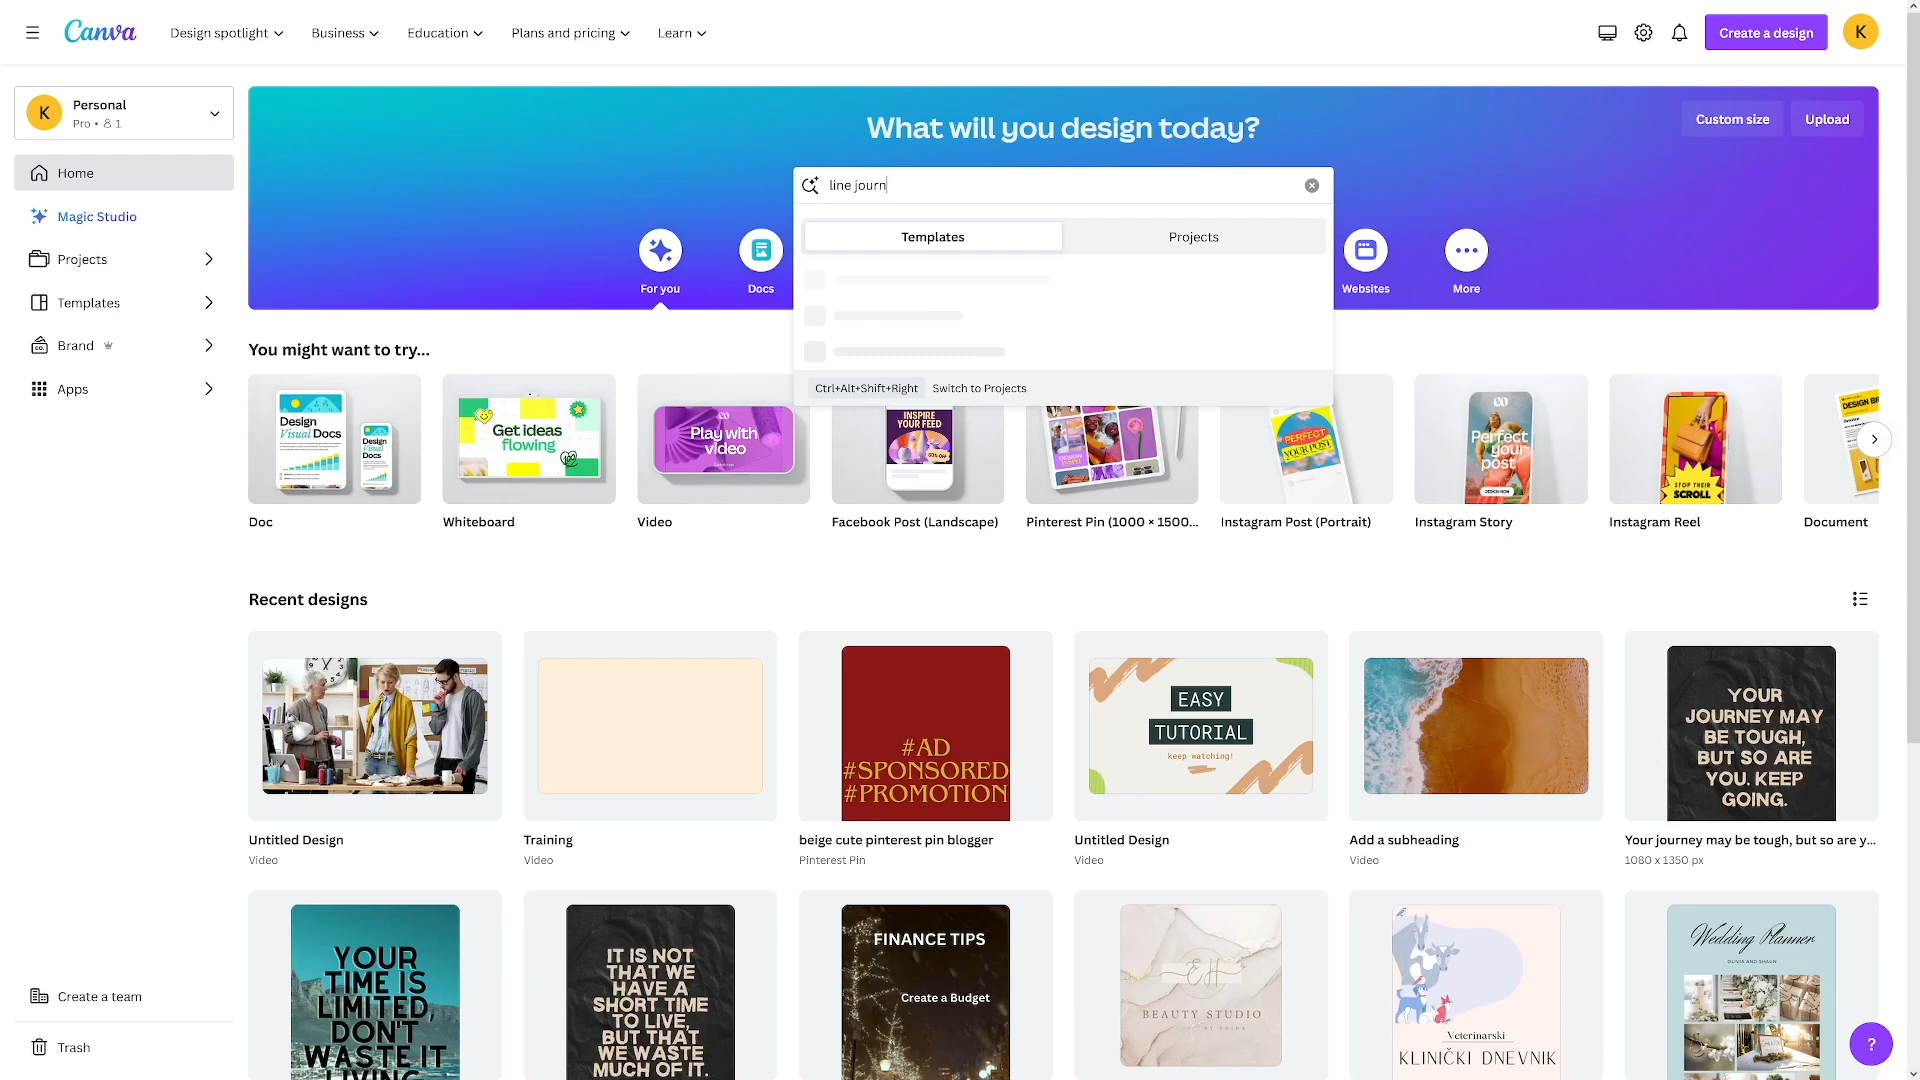 Canva
Design spotlight
Business
Education
Plans and pricing
Learn
Create a design
K
K
Personal
Pro • 1
Home
Magic Studio
Projects
Templates
Brand
Apps
Create a team
Trash
What will you design today?
Custom size
Upload
line journ
Templates
Projects
Ctrl+Alt+Shift+Right Switch to Projects
For you
Docs
Websites
More
You might want to try...
Design
Visual Docs
Design
Visual Docs
Get ideas
flowing
Play with
video
INSPIRE
YOUR FEED
PERFECT
YOUR POST
Perfect
your
post
STOP THEIR
SCROLL
Doc
Whiteboard
Video
Facebook Post (Landscape)
Pinterest Pin (1000 × 1500...
Instagram Post (Portrait)
Instagram Story
Instagram Reel
Document
Recent designs
#AD
#SPONSORED
#PROMOTION
EASY
TUTORIAL
keep watching!
YOUR
JOURNEY MAY
BE TOUGH,
BUT SO ARE
YOU. KEEP
GOING.
Untitled Design
Video
Training
Video
beige cute pinterest pin blogger
Pinterest Pin
Untitled Design
Video
Add a subheading
Video
Your journey may be tough, but so are y...
1080 x 1350 px
YOUR
TIME IS
LIMITED,
DON'T
WASTE IT
LIVING
IT IS NOT
THAT WE
HAVE A
SHORT TIME
TO LIVE,
BUT THAT
WE WASTE
MUCH OF IT.
FINANCE TIPS
Create a Budget
EH
BEAUTY STUDIO
Veterinarski
KLINIČKI DNEVNIK
Wedding Planner
OLIVIA AND SHAUN
?